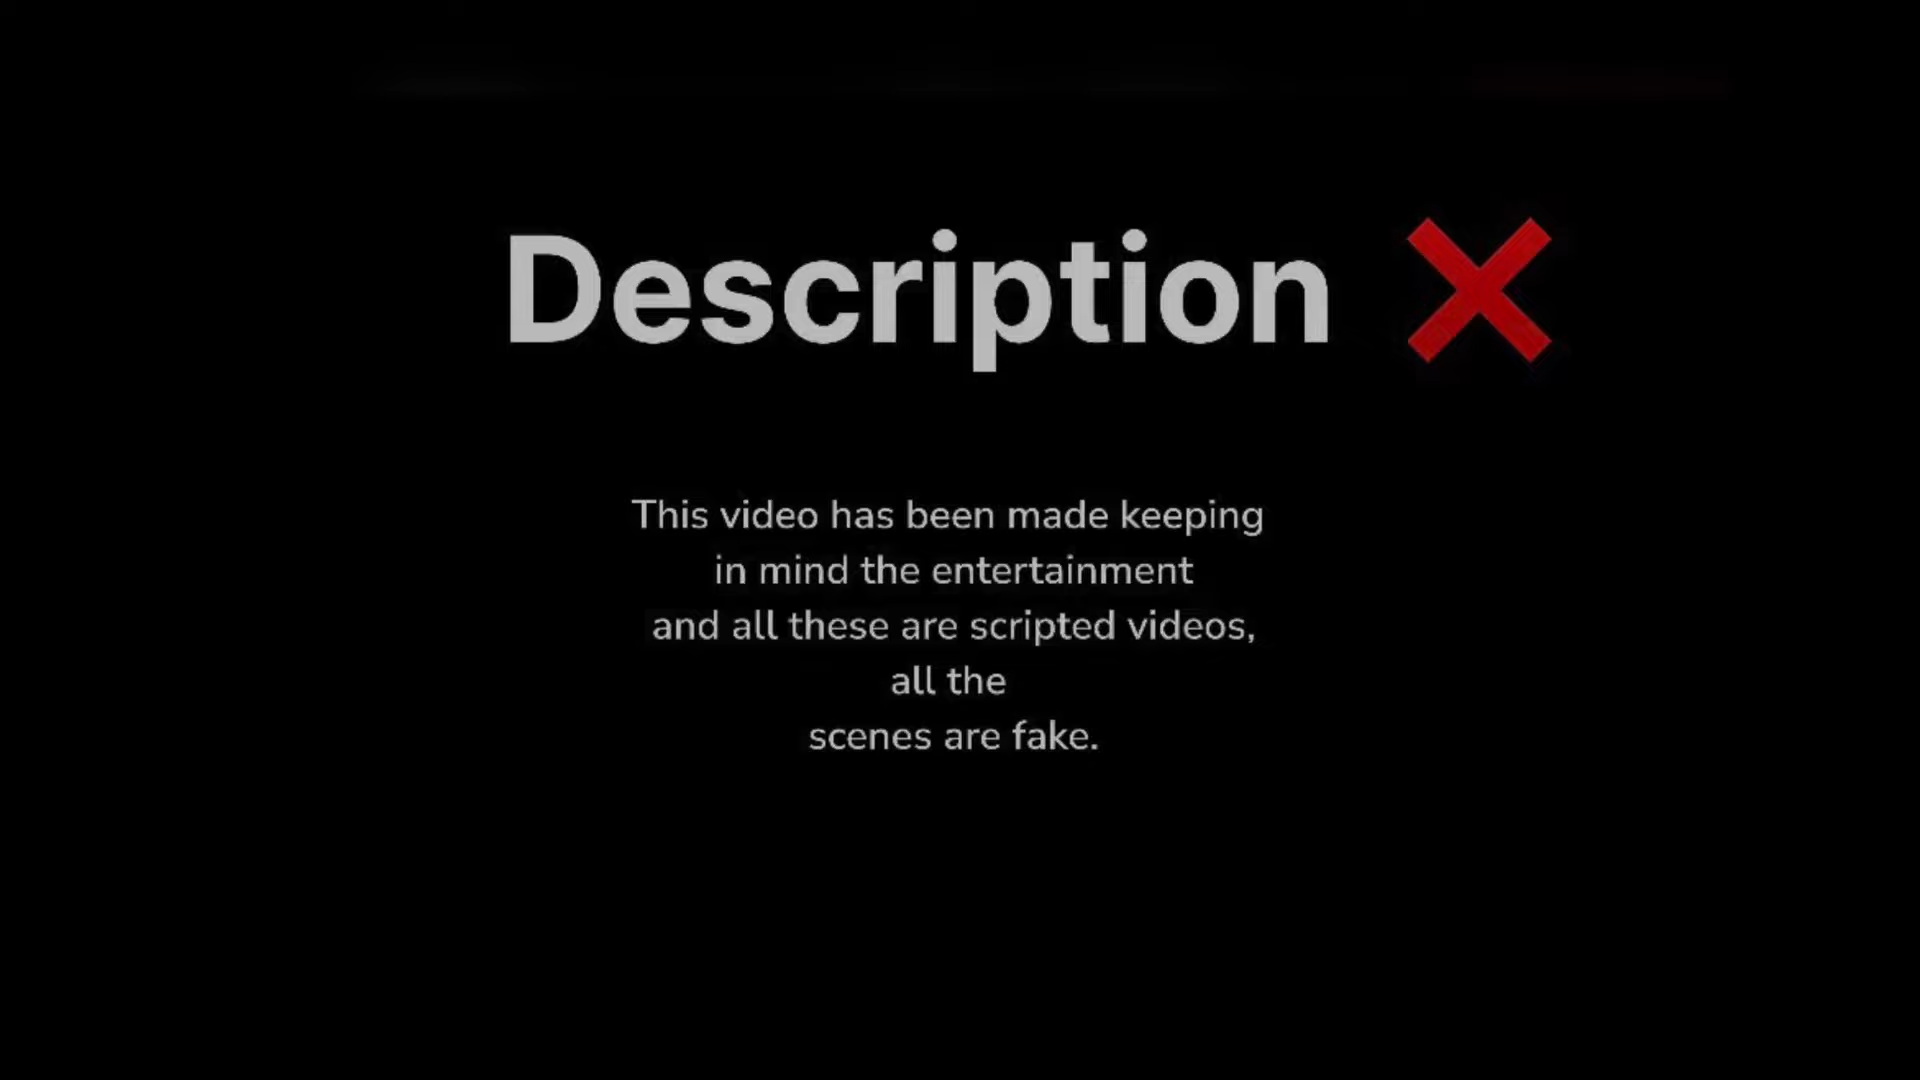 Description ❌
This video has been made keeping
in mind the entertainment
and all these are scripted videos,
all the
scenes are fake.